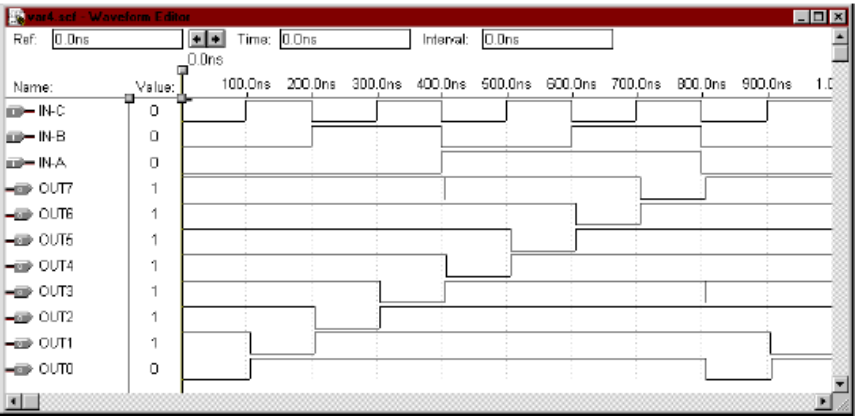 var4.scf - Waveform Editor
Ref: 0.0ns Time: 0.0ns Interval: 0.0ns
0.0ns
Name: Value: 100.0ns 200.0ns 300.0ns 400.0ns 500.0ns 600.0ns 700.0ns 800.0ns 900.0ns 1.0
IN-C 0
IN-B 0
IN-A 0
OUT7 1
OUT6 1
OUT5 1
OUT4 1
OUT3 1
OUT2 1
OUT1 1
OUT0 0